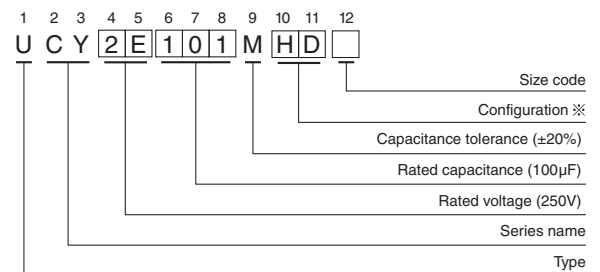 1 2 3 4 5 6 7 8 9 10 11 12
U C Y 2 E 1 0 1 M H D
Size code
Configuration ※
Capacitance tolerance (±20%)
Rated capacitance (100µF)
Rated voltage (250V)
Series name
Type